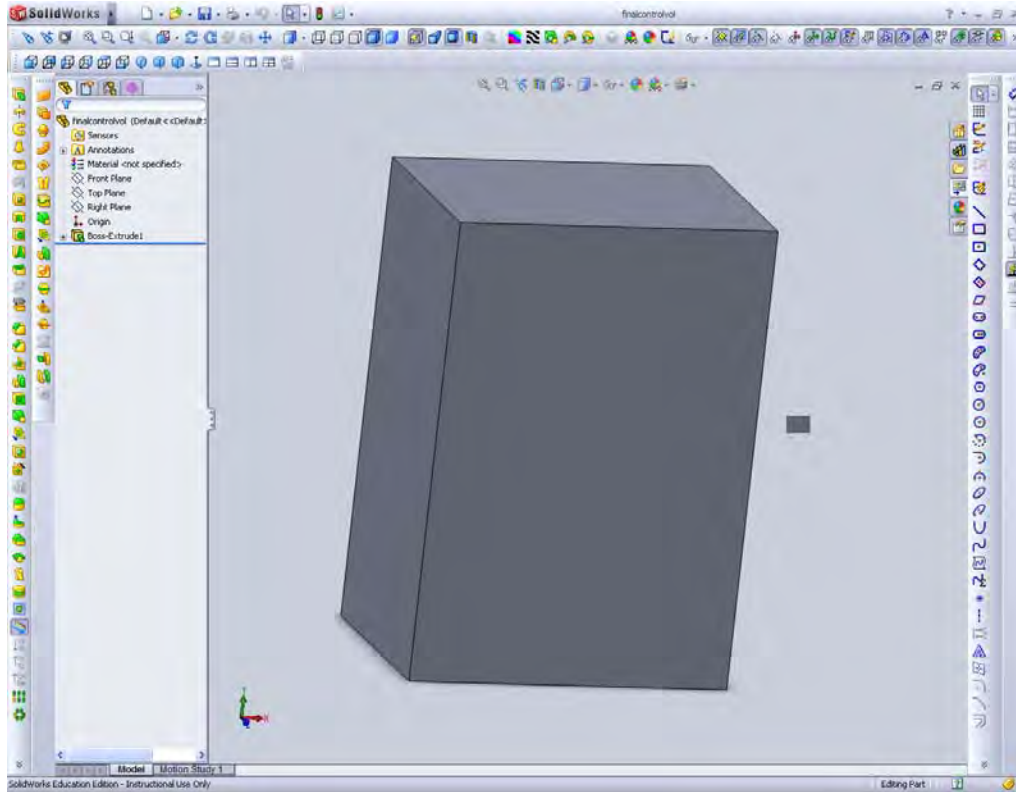 SolidWorks
finalcontrolvol
finalcontrolvol (Default<<Default>
Sensors
Annotations
Material <not specified>
Front Plane
Top Plane
Right Plane
Origin
Boss-Extrude1
Model
Motion Study 1
SolidWorks Education Edition - Instructional Use Only
Editing Part